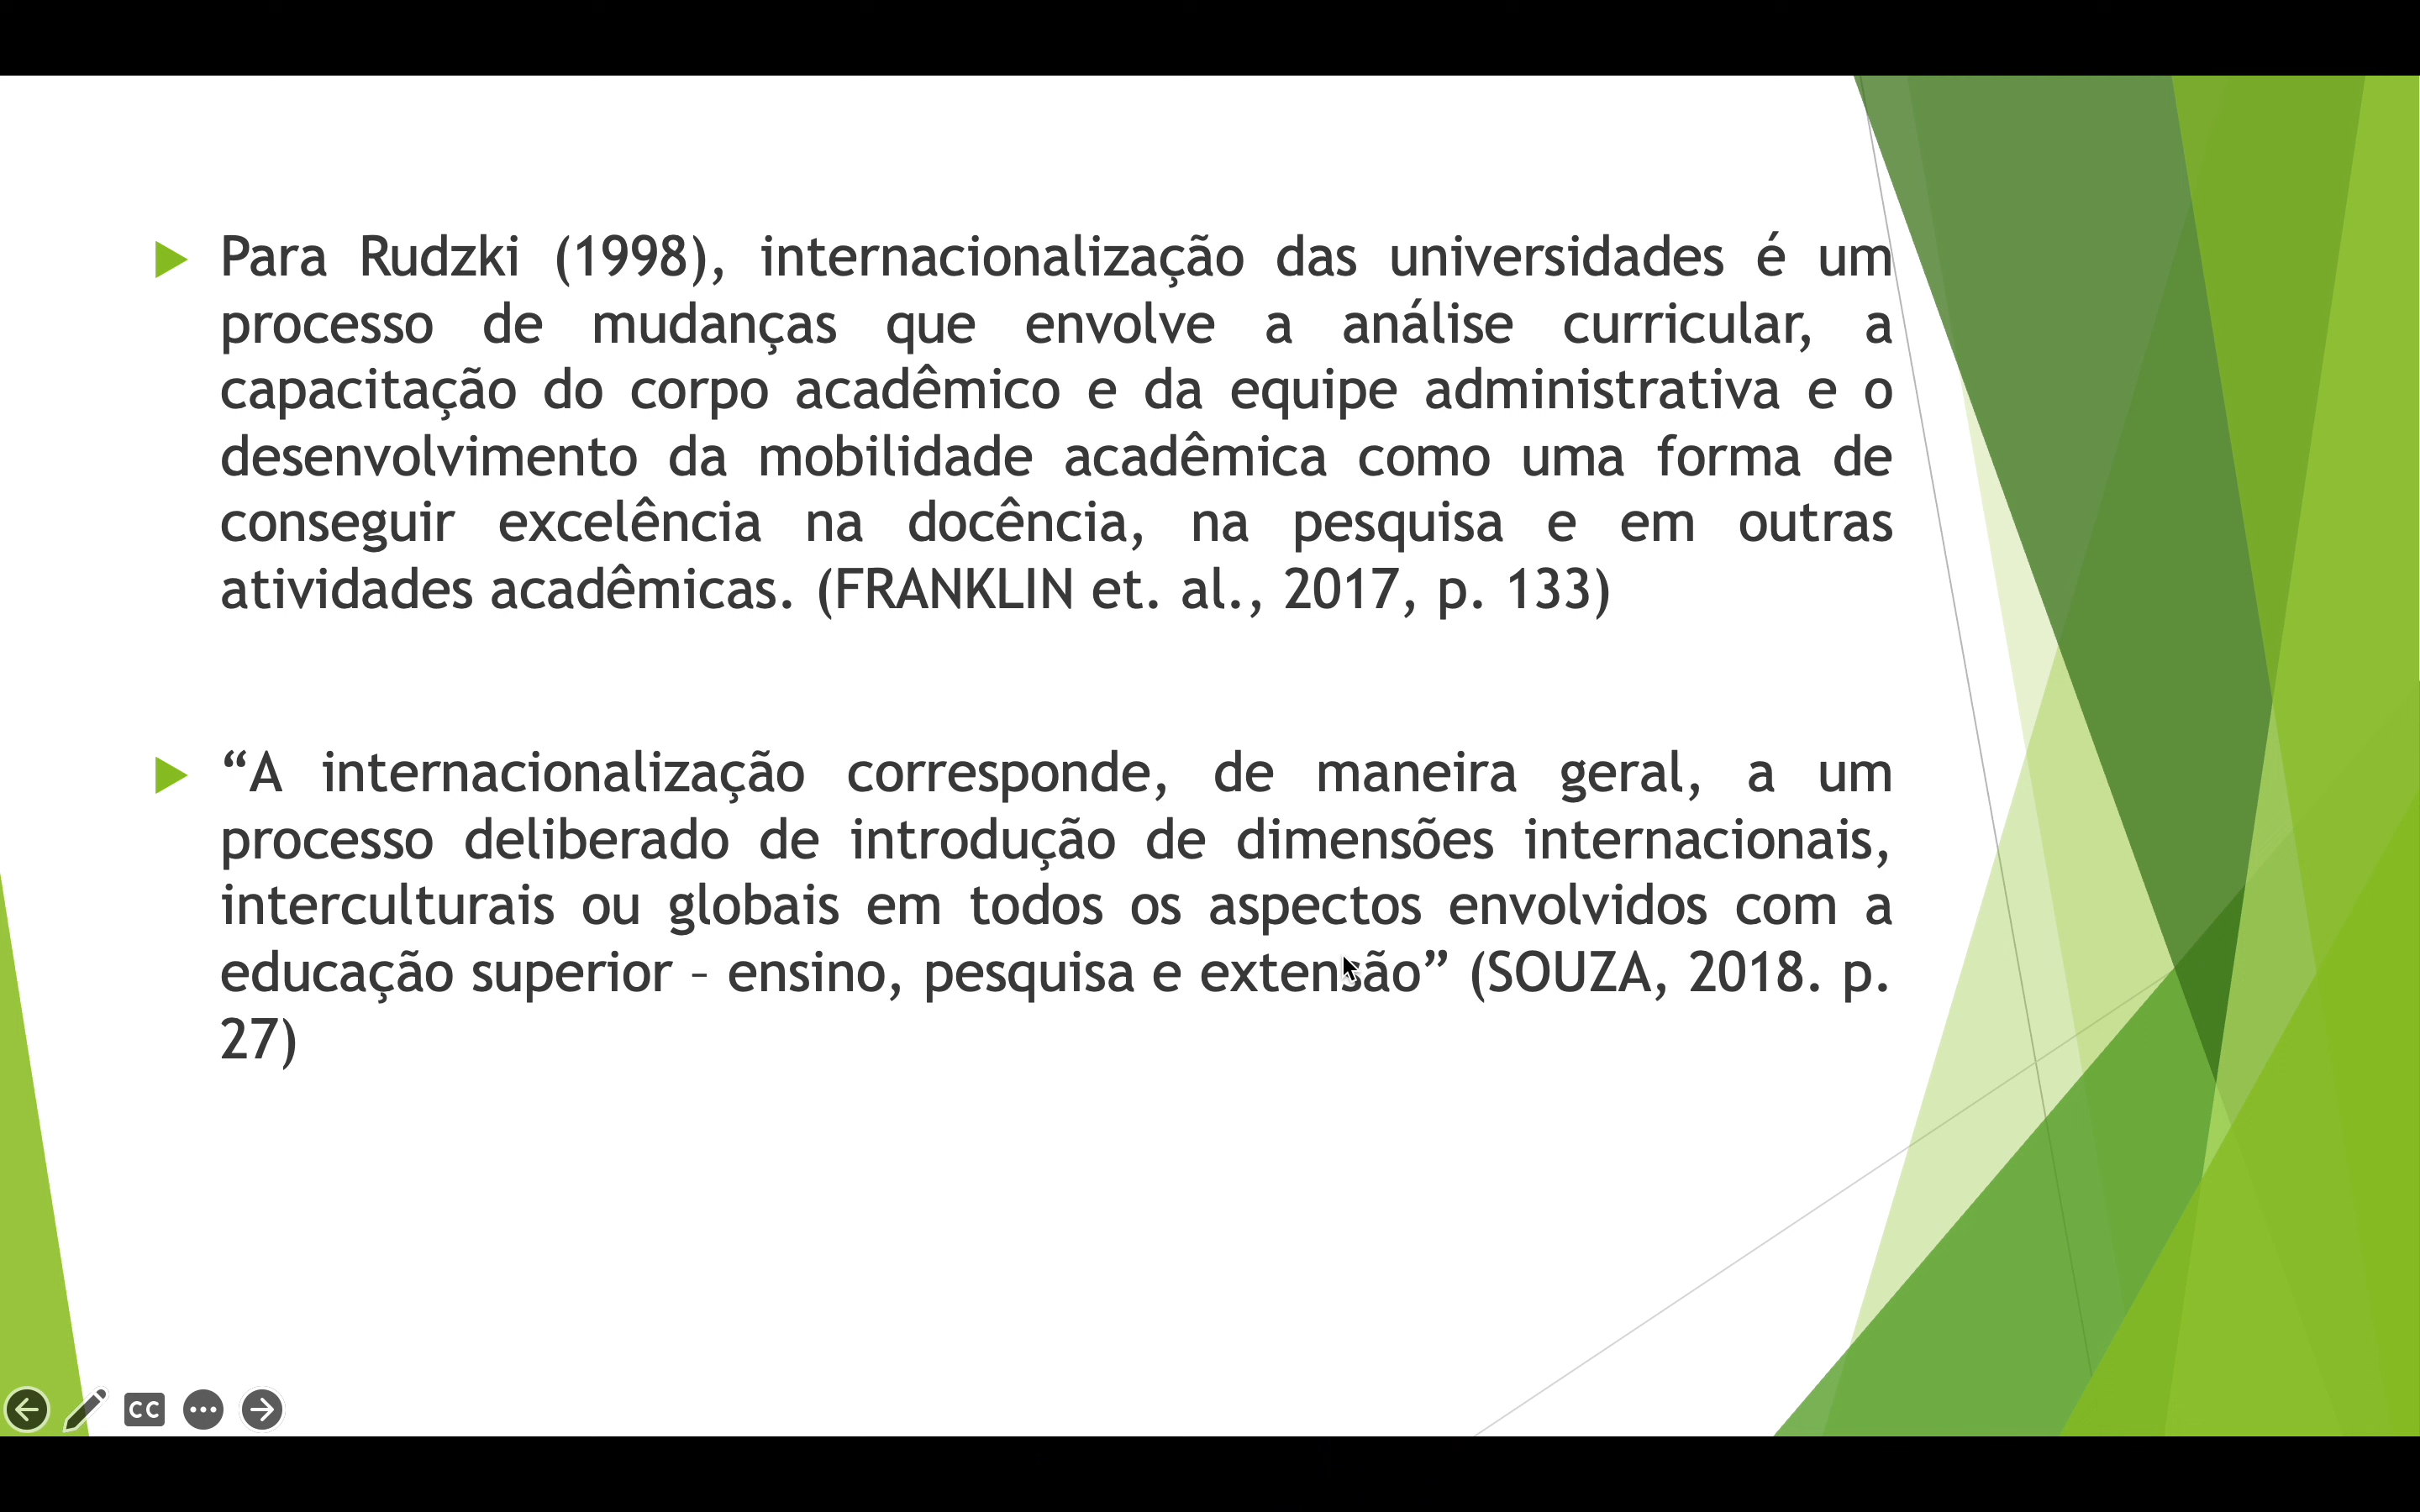 Para Rudzki (1998), internacionalização das universidades é um
processo de mudanças que envolve a análise curricular, a
capacitação do corpo acadêmico e da equipe administrativa e o
desenvolvimento da mobilidade acadêmica como uma forma de
conseguir excelência na docência, na pesquisa e em outras
atividades acadêmicas. (FRANKLIN et. al., 2017, p. 133)
“A internacionalização corresponde, de maneira geral, a um
processo deliberado de introdução de dimensões internacionais,
interculturais ou globais em todos os aspectos envolvidos com a
educação superior – ensino, pesquisa e extensão” (SOUZA, 2018. p.
27)
CC